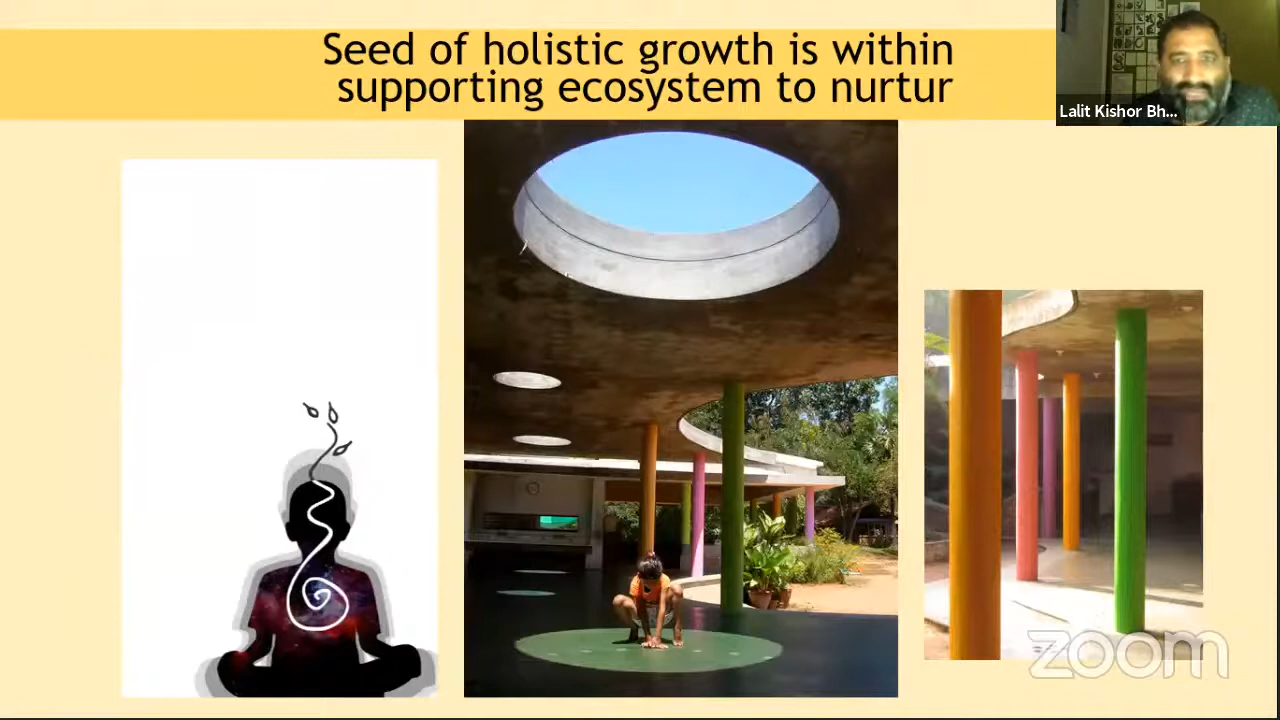 Seed of holistic growth is within
supporting ecosystem to nurtur
Lalit Kishor Bh...
zoom